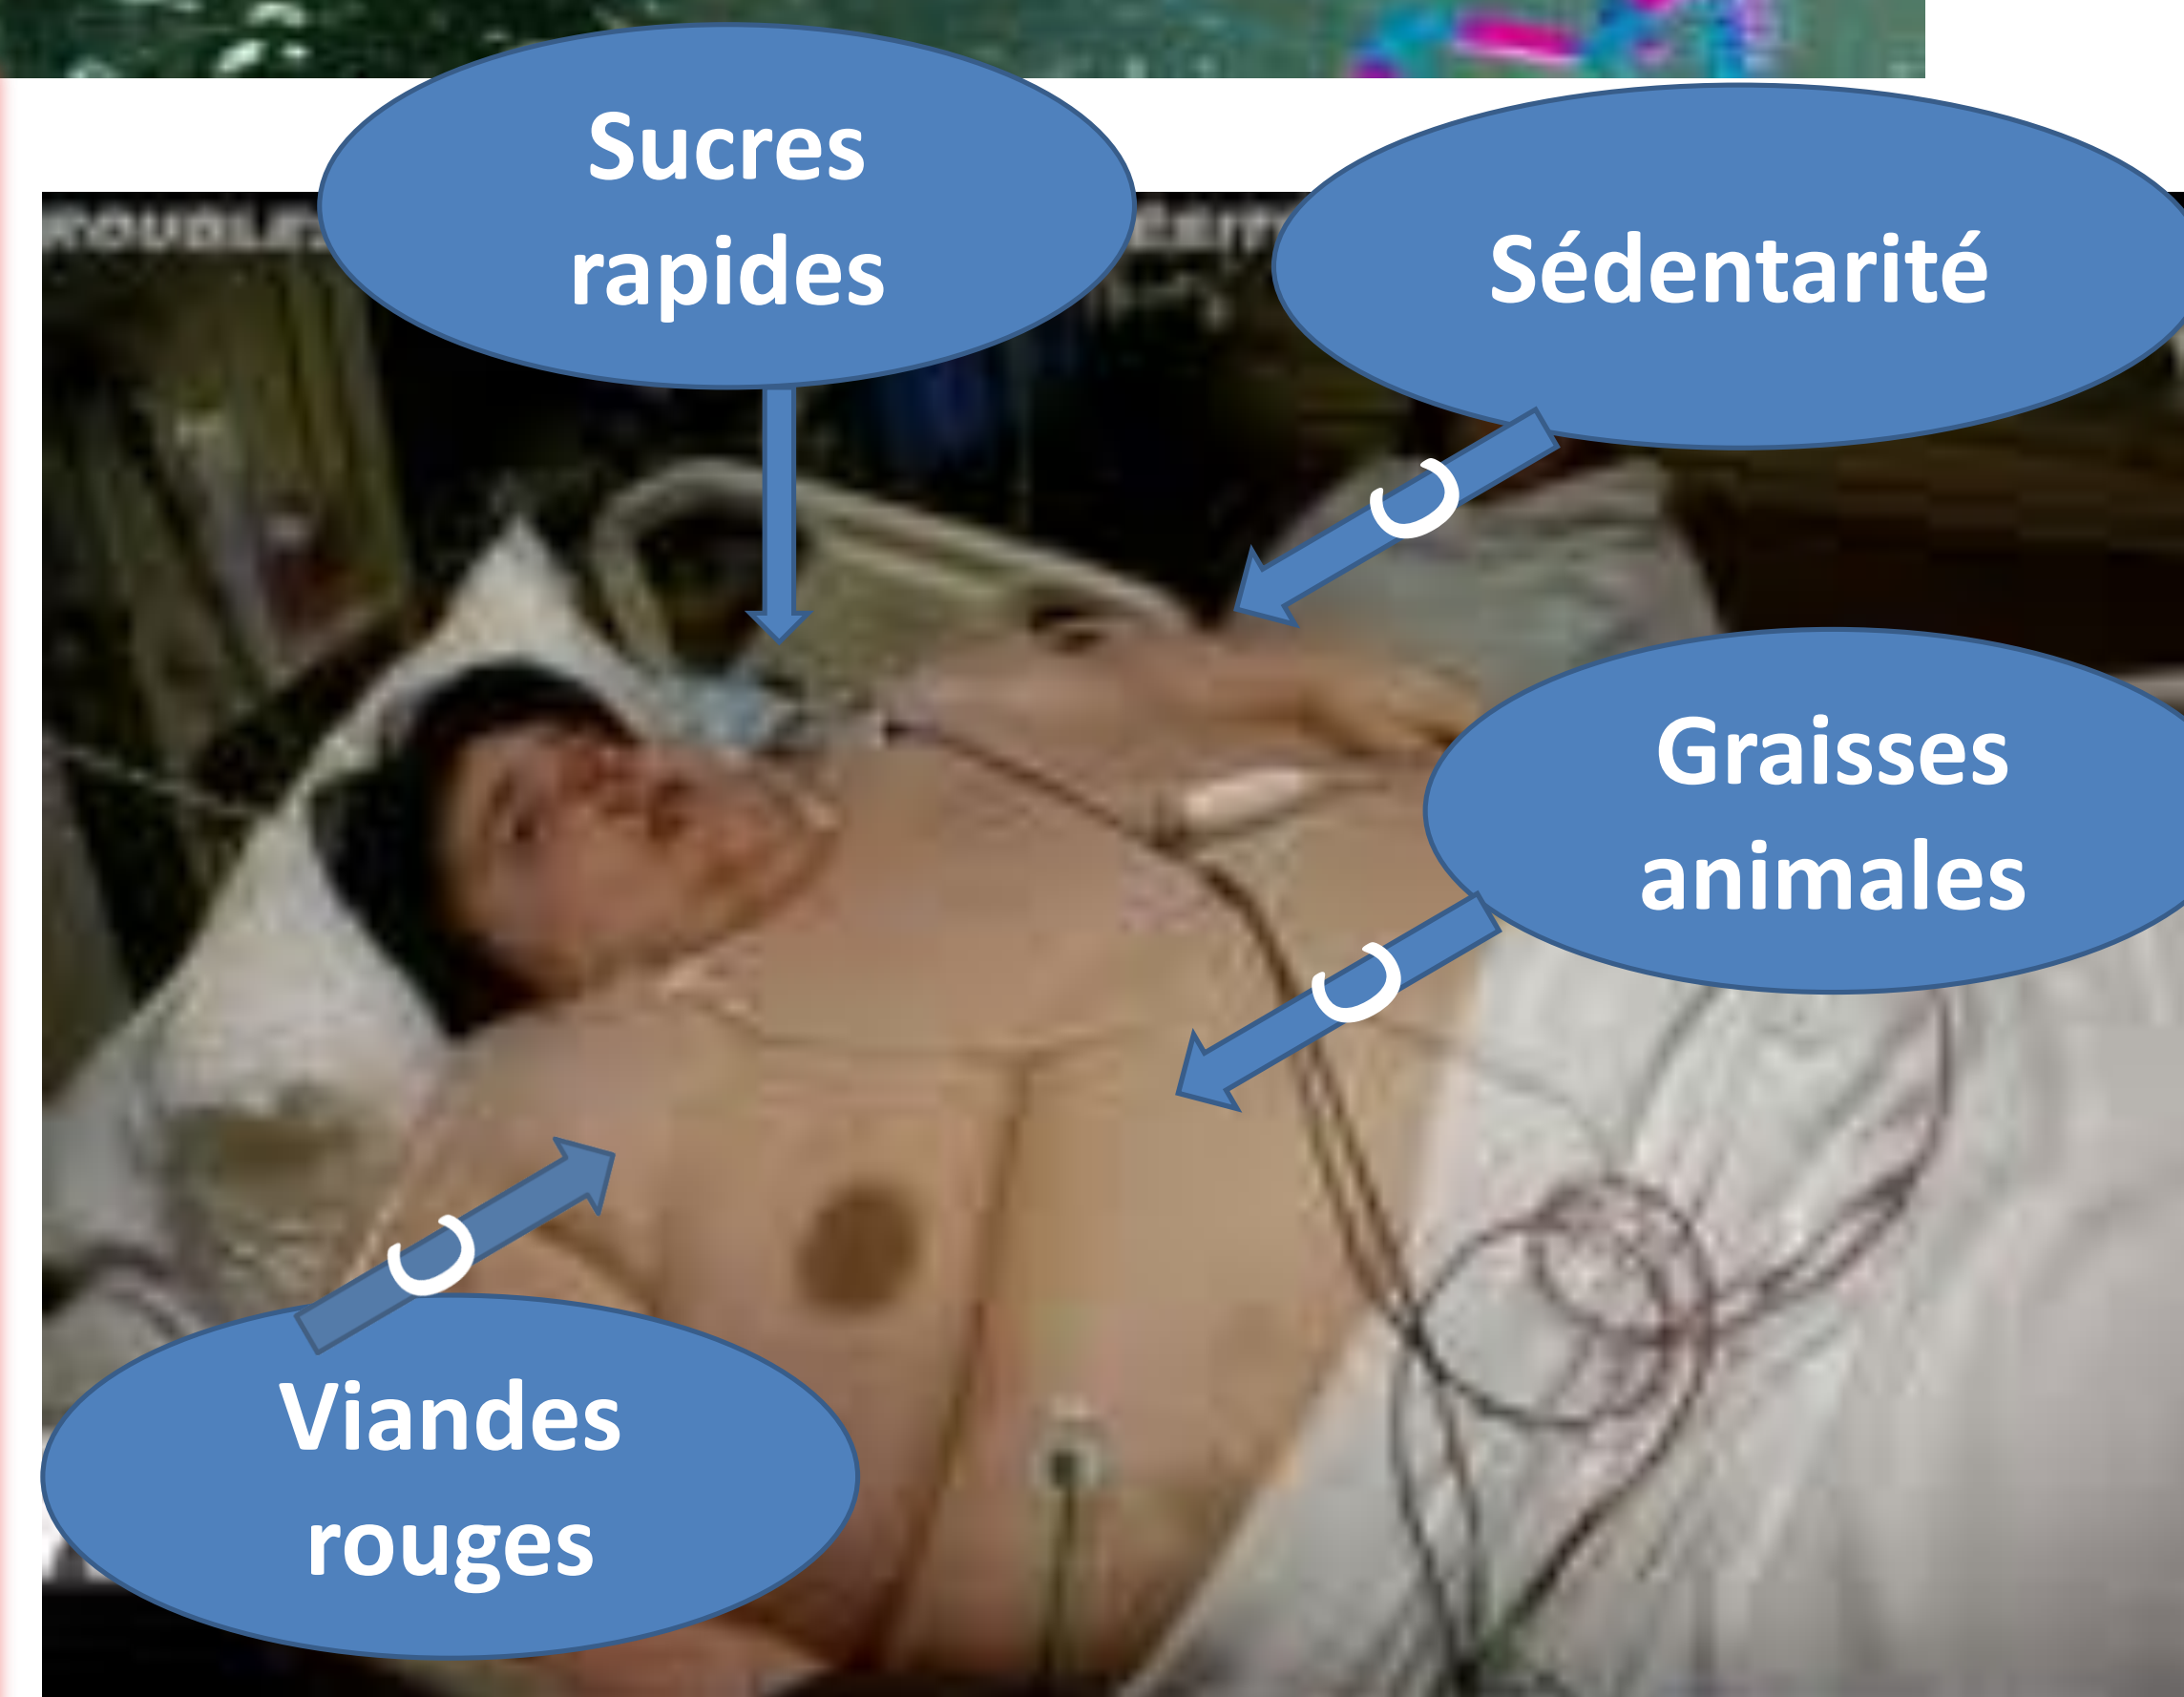 Sucres
rapides
Sédentarité
Graisses
animales
Viandes
rouges